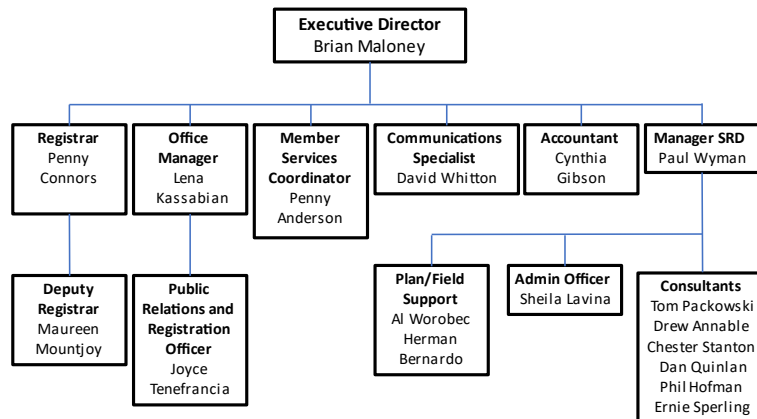 Executive Director
Brian Maloney
Registrar
Penny
Connors
Office
Manager
Lena
Kassabian
Member
Services
Coordinator
Penny
Anderson
Communications
Specialist
David Whitton
Accountant
Cynthia
Gibson
Manager SRD
Paul Wyman
Deputy
Registrar
Maureen
Mountjoy
Public
Relations and
Registration
Officer
Joyce
Tenefrancia
Plan/Field
Support
Al Worobec
Herman
Bernardo
Admin Officer
Sheila Lavina
Consultants
Tom Packowski
Drew Annable
Chester Stanton
Dan Quinlan
Phil Hofman
Ernie Sperling